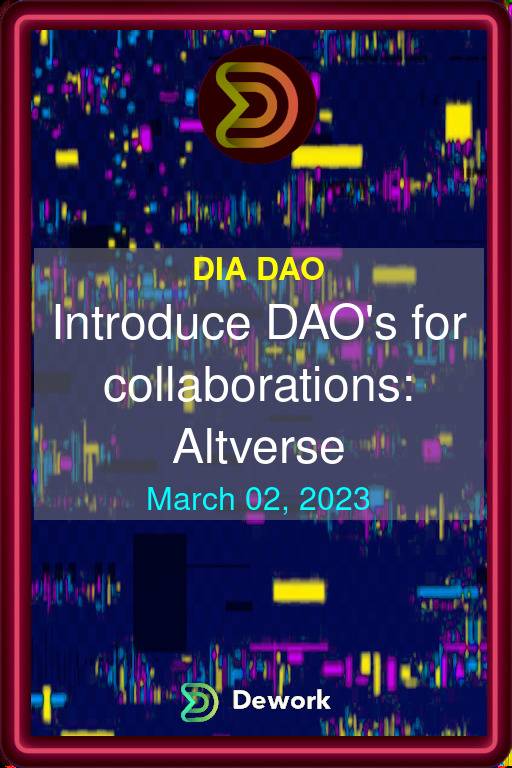 DIA DAO
Introduce DAO's for
collaborations:
Altverse
March 02, 2023
Dework